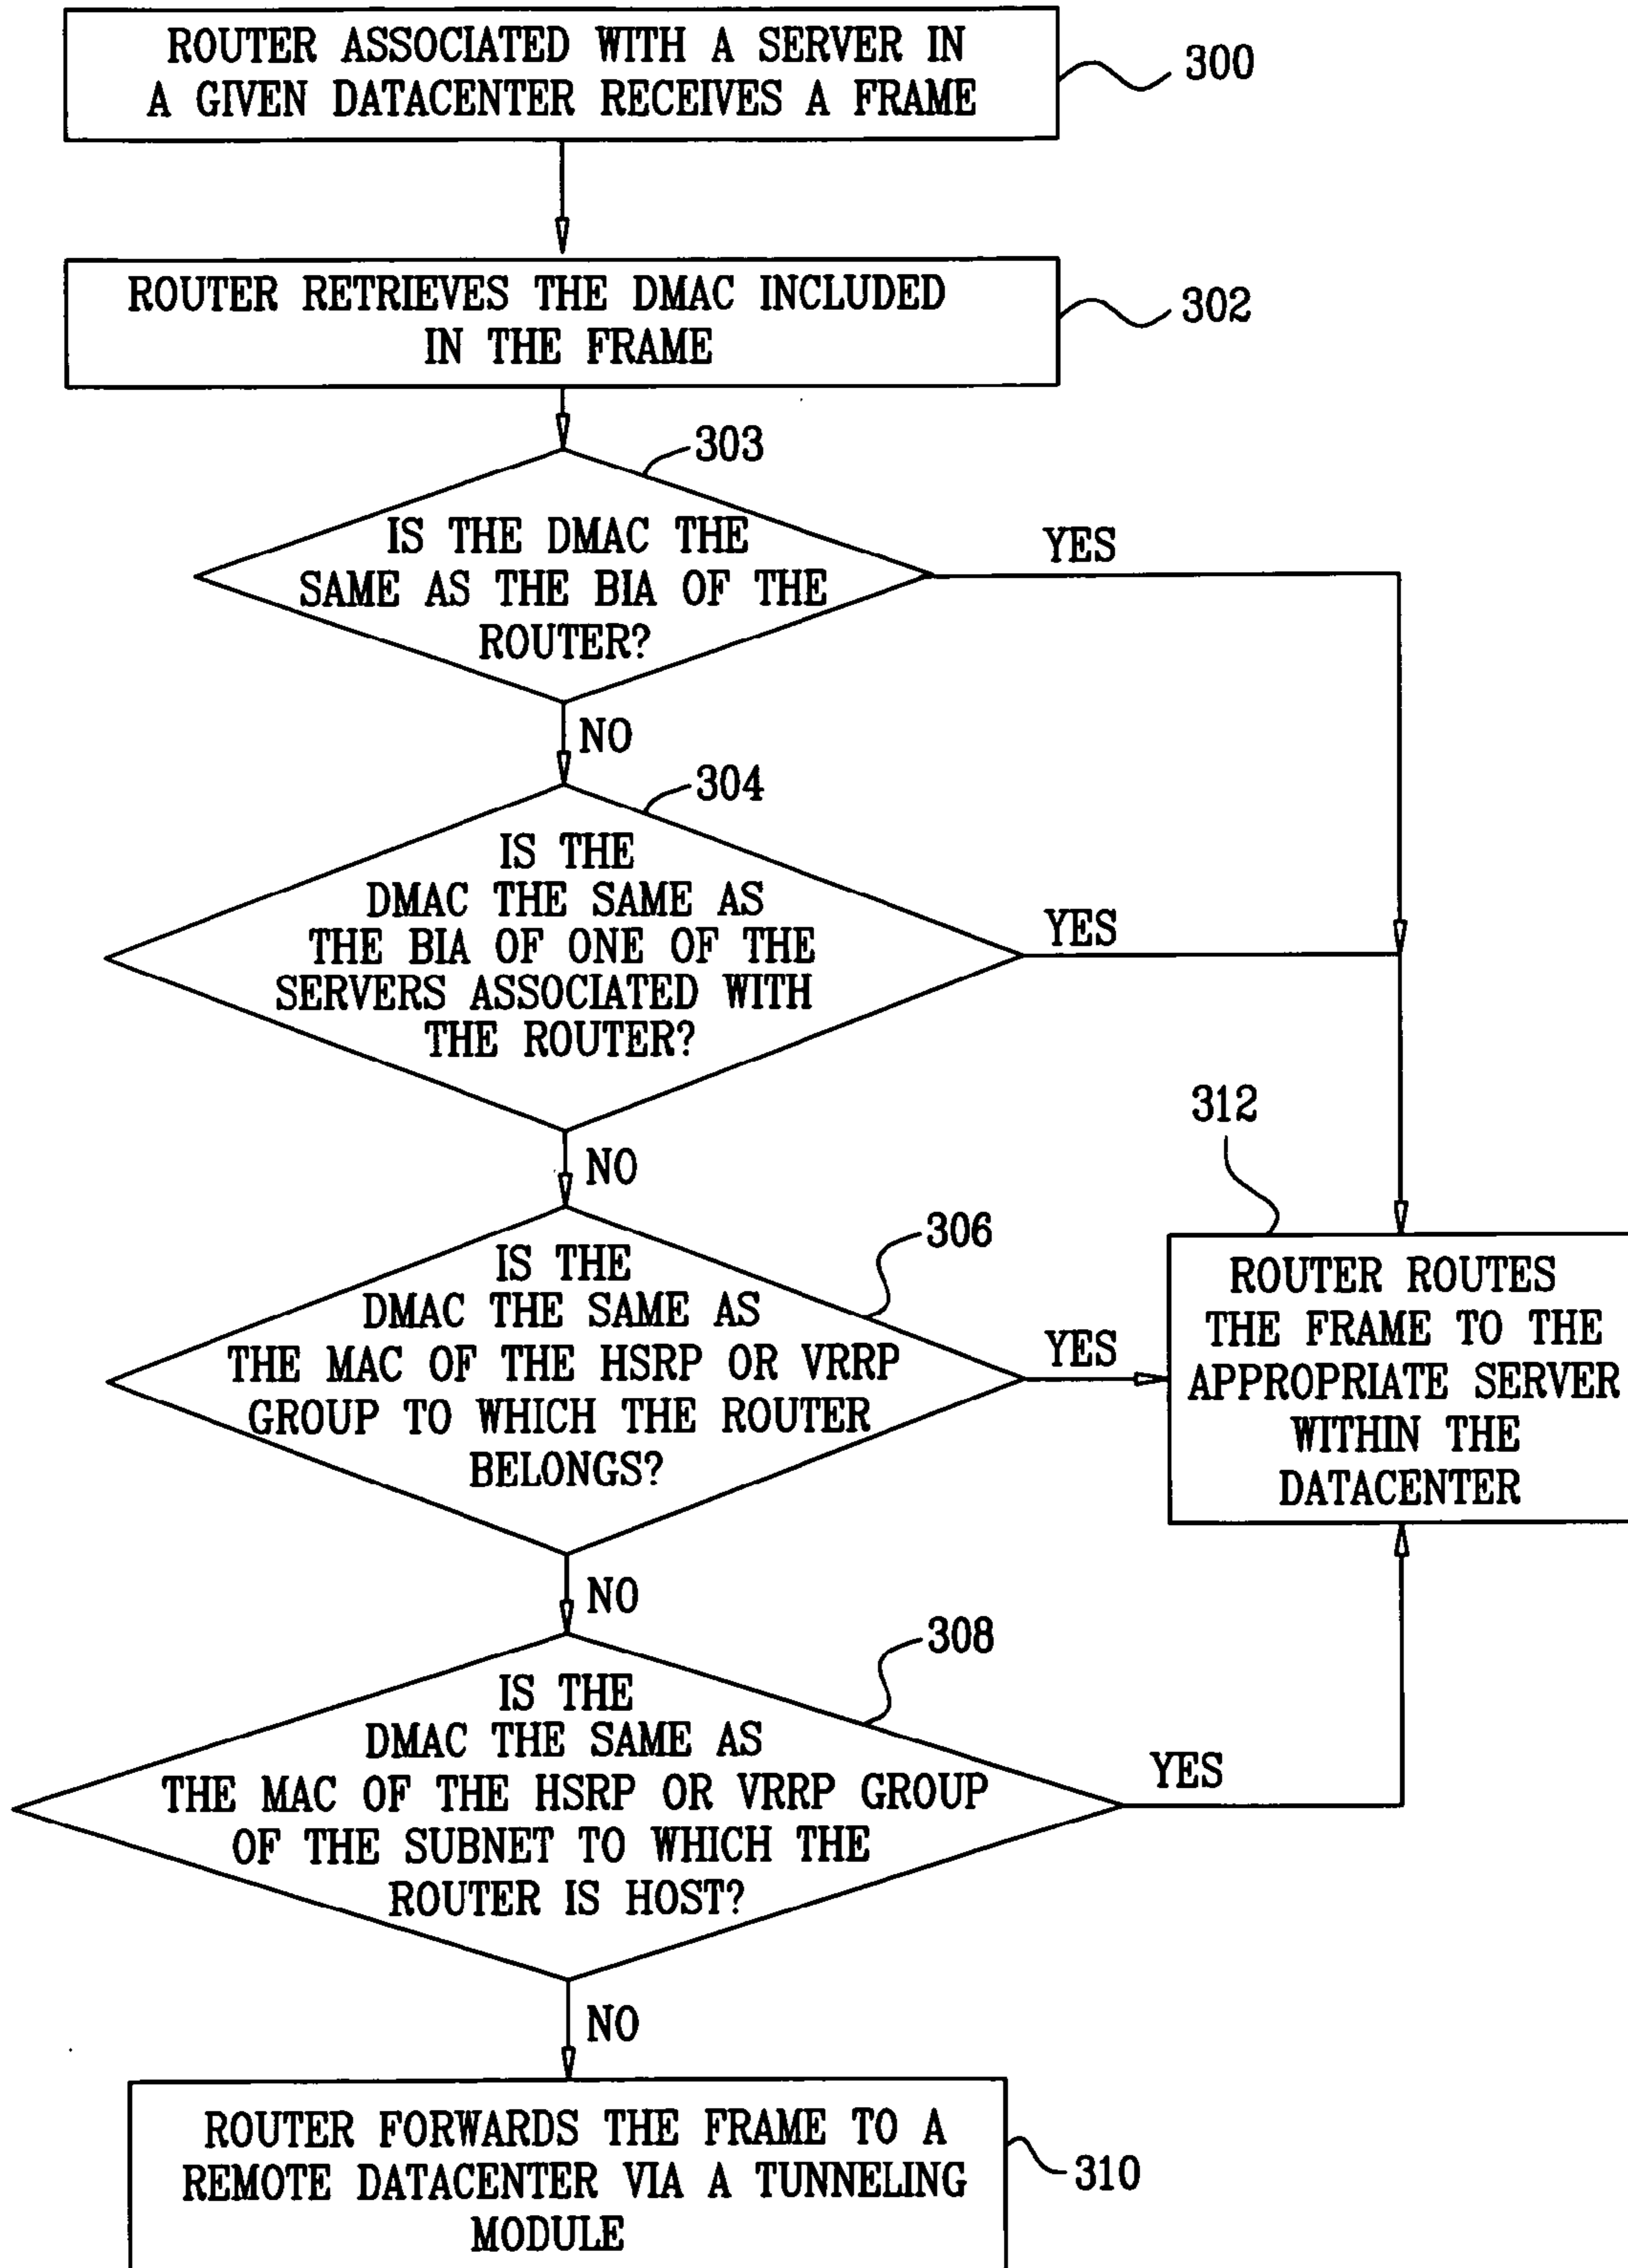 ROUTER ASSOCIATED WITH A SERVER IN
A GIVEN DATACENTER RECEIVES A FRAME
300
ROUTER RETRIEVES THE DMAC INCLUDED
IN THE FRAME
302
303
IS THE DMAC THE
SAME AS THE BIA OF THE
ROUTER?
YES
NO
304
IS THE
DMAC THE SAME AS
THE BIA OF ONE OF THE
SERVERS ASSOCIATED WITH
THE ROUTER?
YES
NO
306
IS THE
DMAC THE SAME AS
THE MAC OF THE HSRP OR VRRP
GROUP TO WHICH THE ROUTER
BELONGS?
YES
312
ROUTER ROUTES
THE FRAME TO THE
APPROPRIATE SERVER
WITHIN THE
DATACENTER
NO
308
IS THE
DMAC THE SAME AS
THE MAC OF THE HSRP OR VRRP GROUP
OF THE SUBNET TO WHICH THE
ROUTER IS HOST?
YES
NO
ROUTER FORWARDS THE FRAME TO A
REMOTE DATACENTER VIA A TUNNELING
MODULE
310